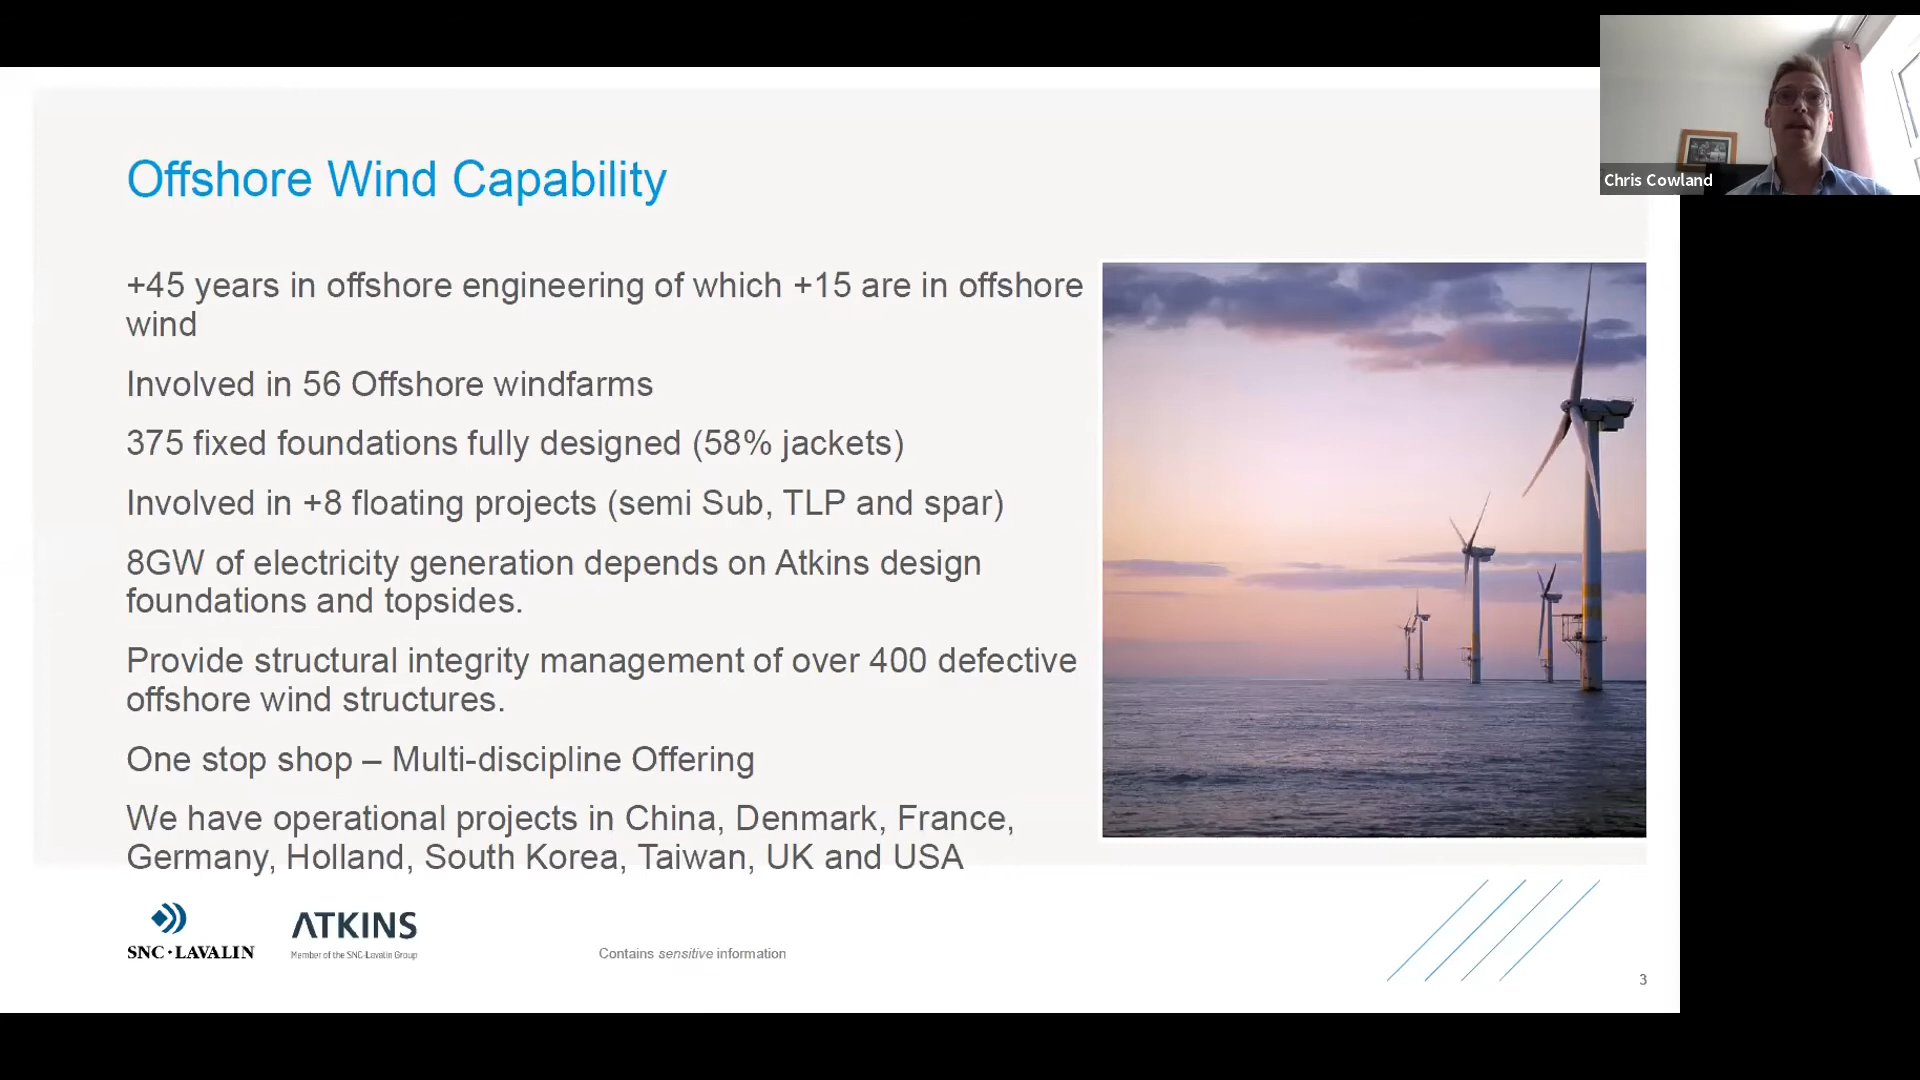 Chris Cowland
Offshore Wind Capability
+45 years in offshore engineering of which +15 are in offshore
wind
Involved in 56 Offshore windfarms
375 fixed foundations fully designed (58% jackets)
Involved in +8 floating projects (semi Sub, TLP and spar)
8GW of electricity generation depends on Atkins design
foundations and topsides.
Provide structural integrity management of over 400 defective
offshore wind structures.
One stop shop – Multi-discipline Offering
We have operational projects in China, Denmark, France,
Germany, Holland, South Korea, Taiwan, UK and USA
SNC · LAVALIN
ATKINS
Member of the SNC-Lavalin Group
Contains sensitive information
3